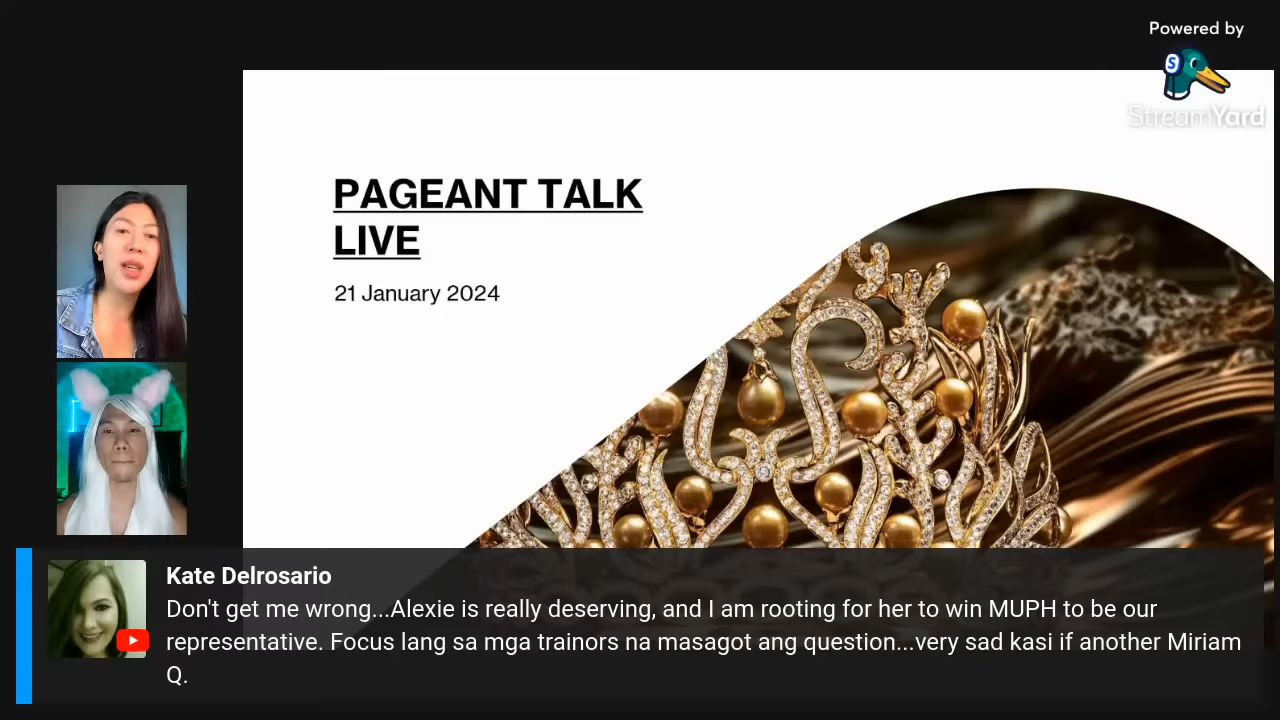 Powered by
StreamYard
PAGEANT TALK
LIVE
21 January 2024
Kate Delrosario
Don't get me wrong...Alexie is really deserving, and I am rooting for her to win MUPH to be our
representative. Focus lang sa mga trainors na masagot ang question...very sad kasi if another Miriam
Q.